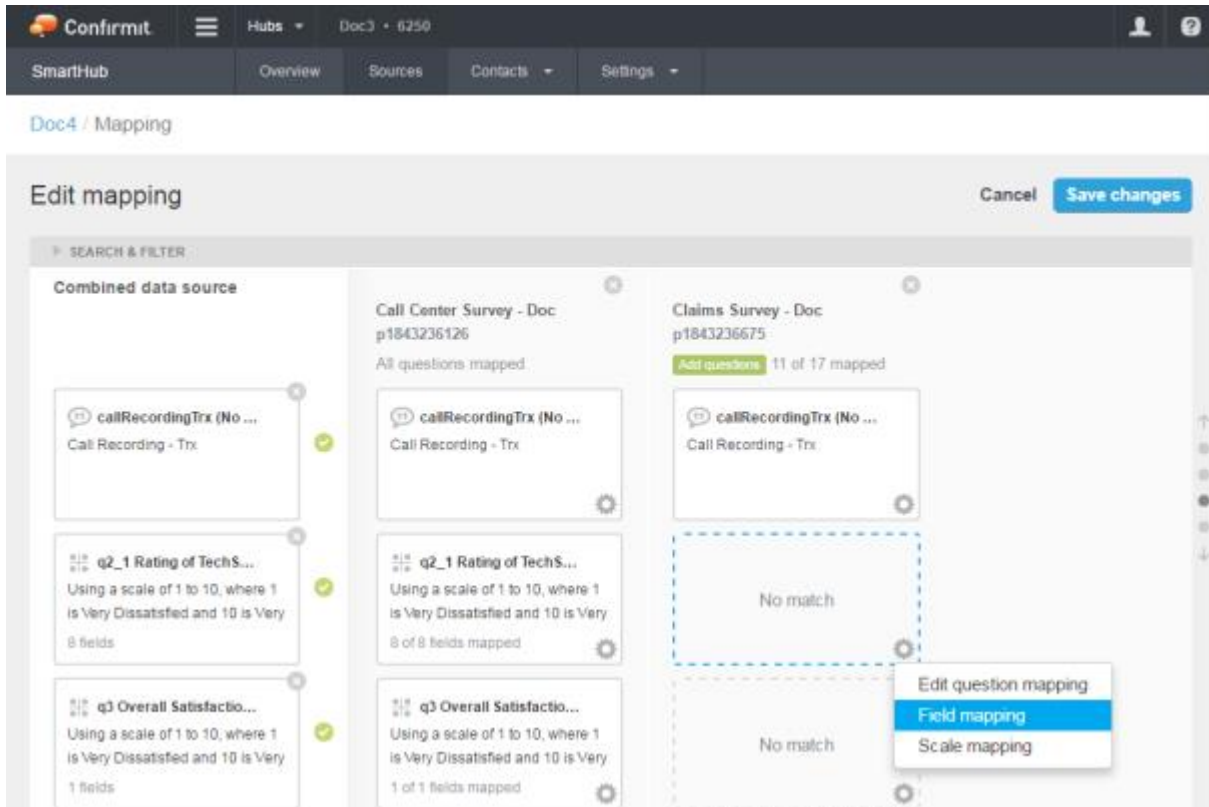 Confirmit
Hubs
Doc3 • 6250
SmartHub
Overview
Sources
Contacts
Settings
Doc4 / Mapping
Edit mapping
Cancel
Save changes
SEARCH & FILTER
Combined data source
Call Center Survey - Doc
p1843236126
All questions mapped
Claims Survey - Doc
p1843236675
Add questions 11 of 17 mapped
callRecordingTrx (No ...
Call Recording - Trx
callRecordingTrx (No ...
Call Recording - Trx
callRecordingTrx (No ...
Call Recording - Trx
q2_1 Rating of TechS...
Using a scale of 1 to 10, where 1
is Very Dissatisfied and 10 is Very
8 fields
q2_1 Rating of TechS...
Using a scale of 1 to 10, where 1
is Very Dissatisfied and 10 is Very
8 of 8 fields mapped
No match
Edit question mapping
Field mapping
Scale mapping
q3 Overall Satisfactio...
Using a scale of 1 to 10, where 1
is Very Dissatisfied and 10 is Very
1 fields
q3 Overall Satisfactio...
Using a scale of 1 to 10, where 1
is Very Dissatisfied and 10 is Very
1 of 1 fields mapped
No match